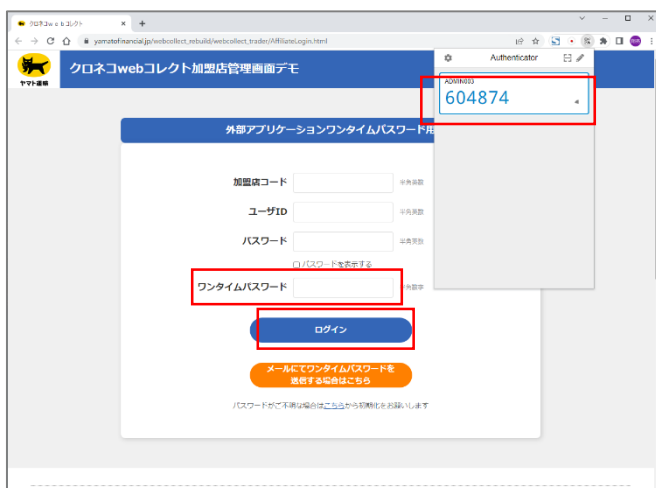 クロネコｗｅｂコレクト
yamatofinancial.jp/webcollect_rebuild/webcollect_trader/AffiliateLogin.html
ヤマト運輸
クロネコwebコレクト加盟店管理画面デモ
Authenticator
ADMIN003
604874
外部アプリケーションワンタイムパスワード用
加盟店コード
半角英数
ユーザID
半角英数
パスワード
半角英数
パスワードを表示する
ワンタイムパスワード
半角数字
ログイン
メールにてワンタイムパスワードを
送信する場合はこちら
パスワードがご不明な場合はこちらから初期化をお願いします